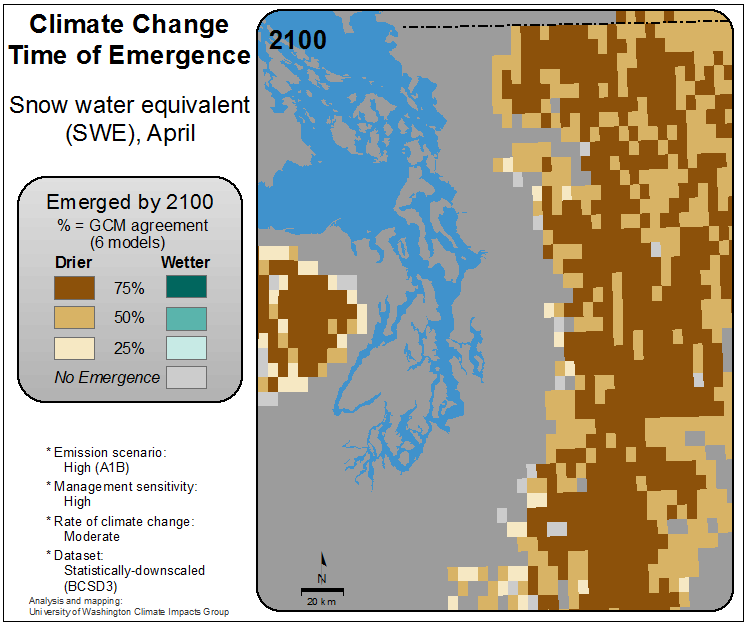 Climate Change
Time of Emergence
Snow water equivalent
(SWE), April
Emerged by 2100
% = GCM agreement
(6 models)
Drier Wetter
75%
50%
25%
No Emergence
* Emission scenario:
High (A1B)
* Management sensitivity:
High
* Rate of climate change:
Moderate
* Dataset:
Statistically-downscaled
(BCSD3)
Analysis and mapping:
University of Washington Climate Impacts Group
2100
N
20 km